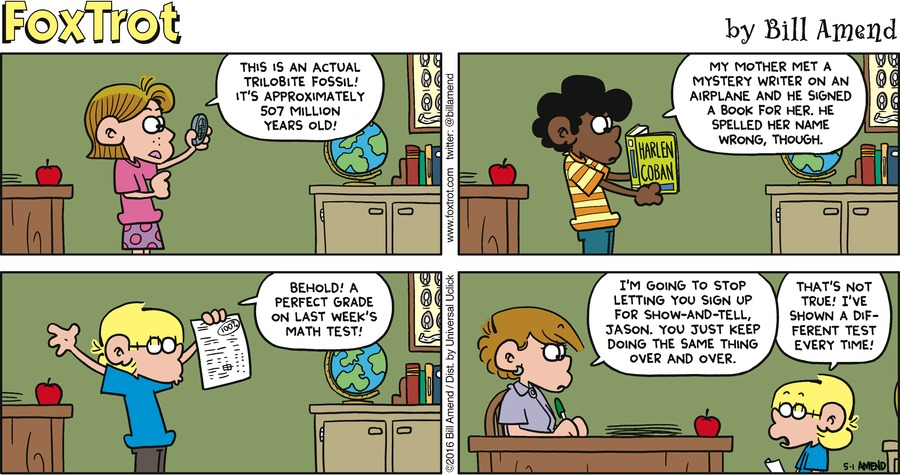 FoxTrot
by Bill Amend
THIS IS AN ACTUAL
TRILOBITE FOSSIL!
IT'S APPROXIMATELY
507 MILLION
YEARS OLD!
www.foxtrot.com twitter: @billamend
MY MOTHER MET A
MYSTERY WRITER ON AN
AIRPLANE AND HE SIGNED
A BOOK FOR HER. HE
SPELLED HER NAME
WRONG, THOUGH.
HARLEN
COBAN
BEHOLD! A
PERFECT GRADE
ON LAST WEEK'S
MATH TEST!
100%
©2016 Bill Amend / Dist. by Universal Uclick
I'M GOING TO STOP
LETTING YOU SIGN UP
FOR SHOW-AND-TELL,
JASON. YOU JUST KEEP
DOING THE SAME THING
OVER AND OVER.
THAT'S NOT
TRUE! I'VE
SHOWN A DIF-
FERENT TEST
EVERY TIME!
5-1 AMEND